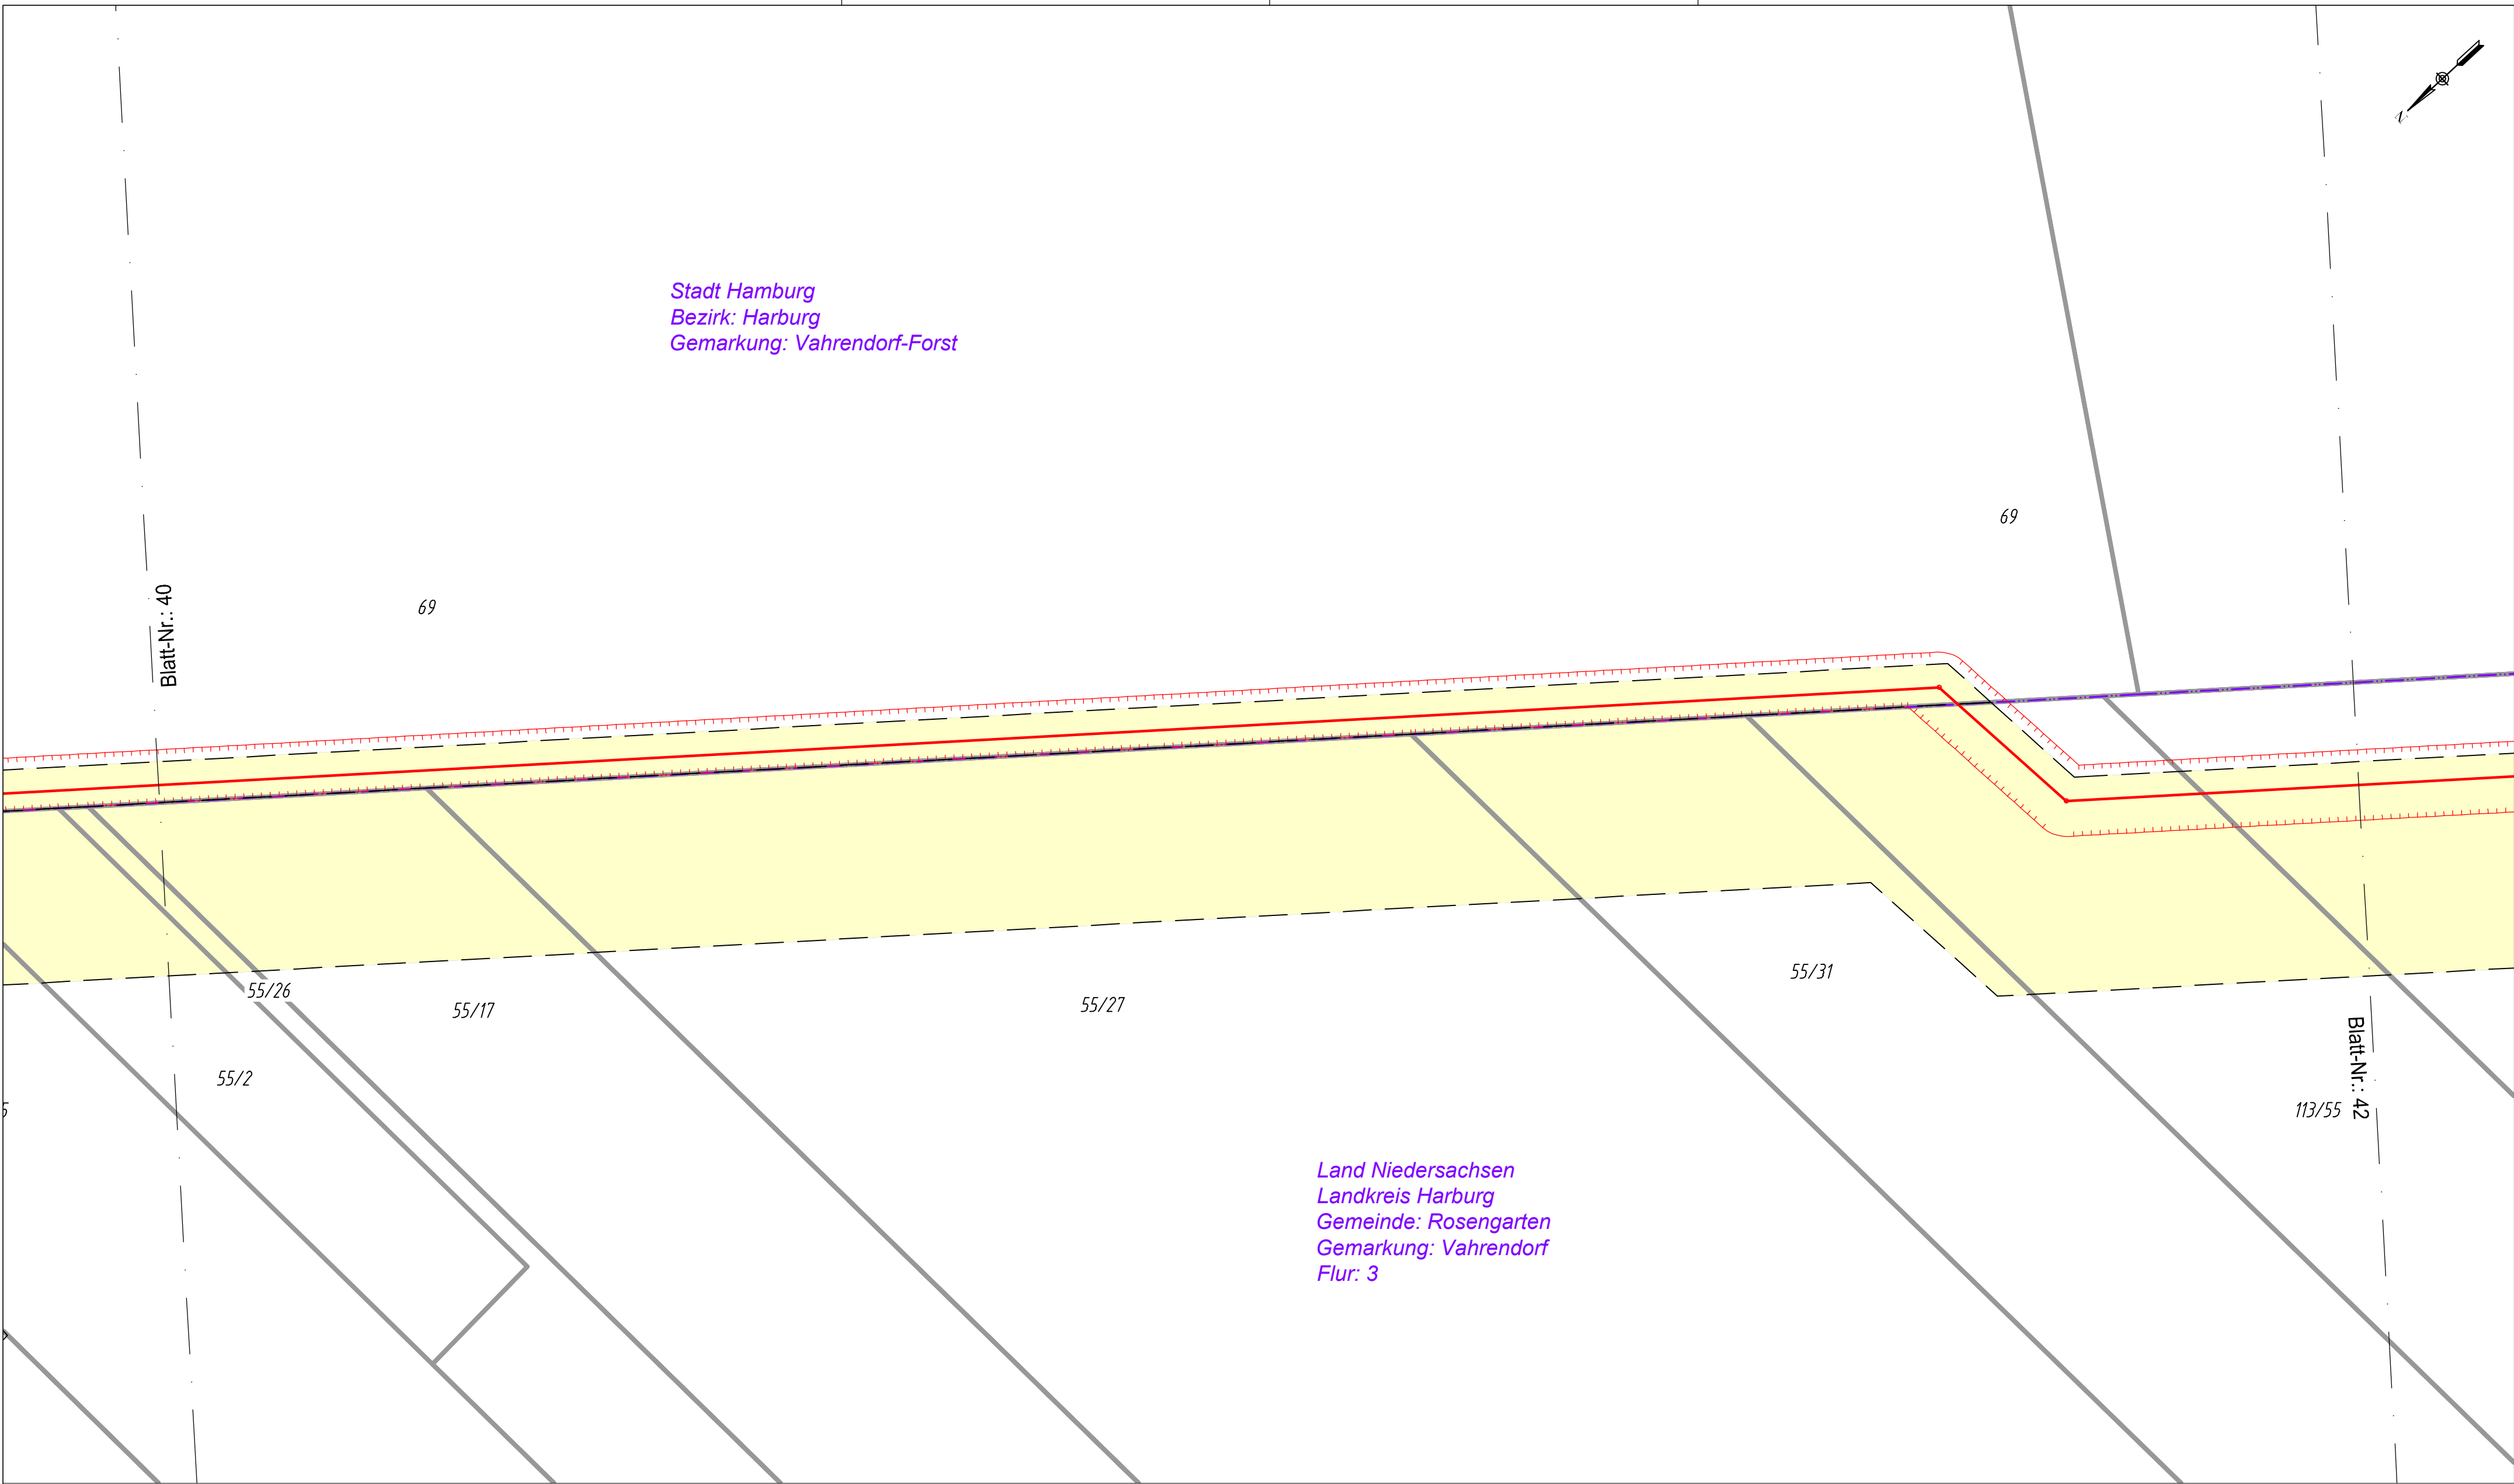 N
Stadt Hamburg
Bezirk: Harburg
Gemarkung: Vahrendorf-Forst
69
69
Blatt-Nr.: 40
55/26
55/17
55/27
55/31
55/2
5
113/55
Blatt-Nr.: 42
Land Niedersachsen
Landkreis Harburg
Gemeinde: Rosengarten
Gemarkung: Vahrendorf
Flur: 3